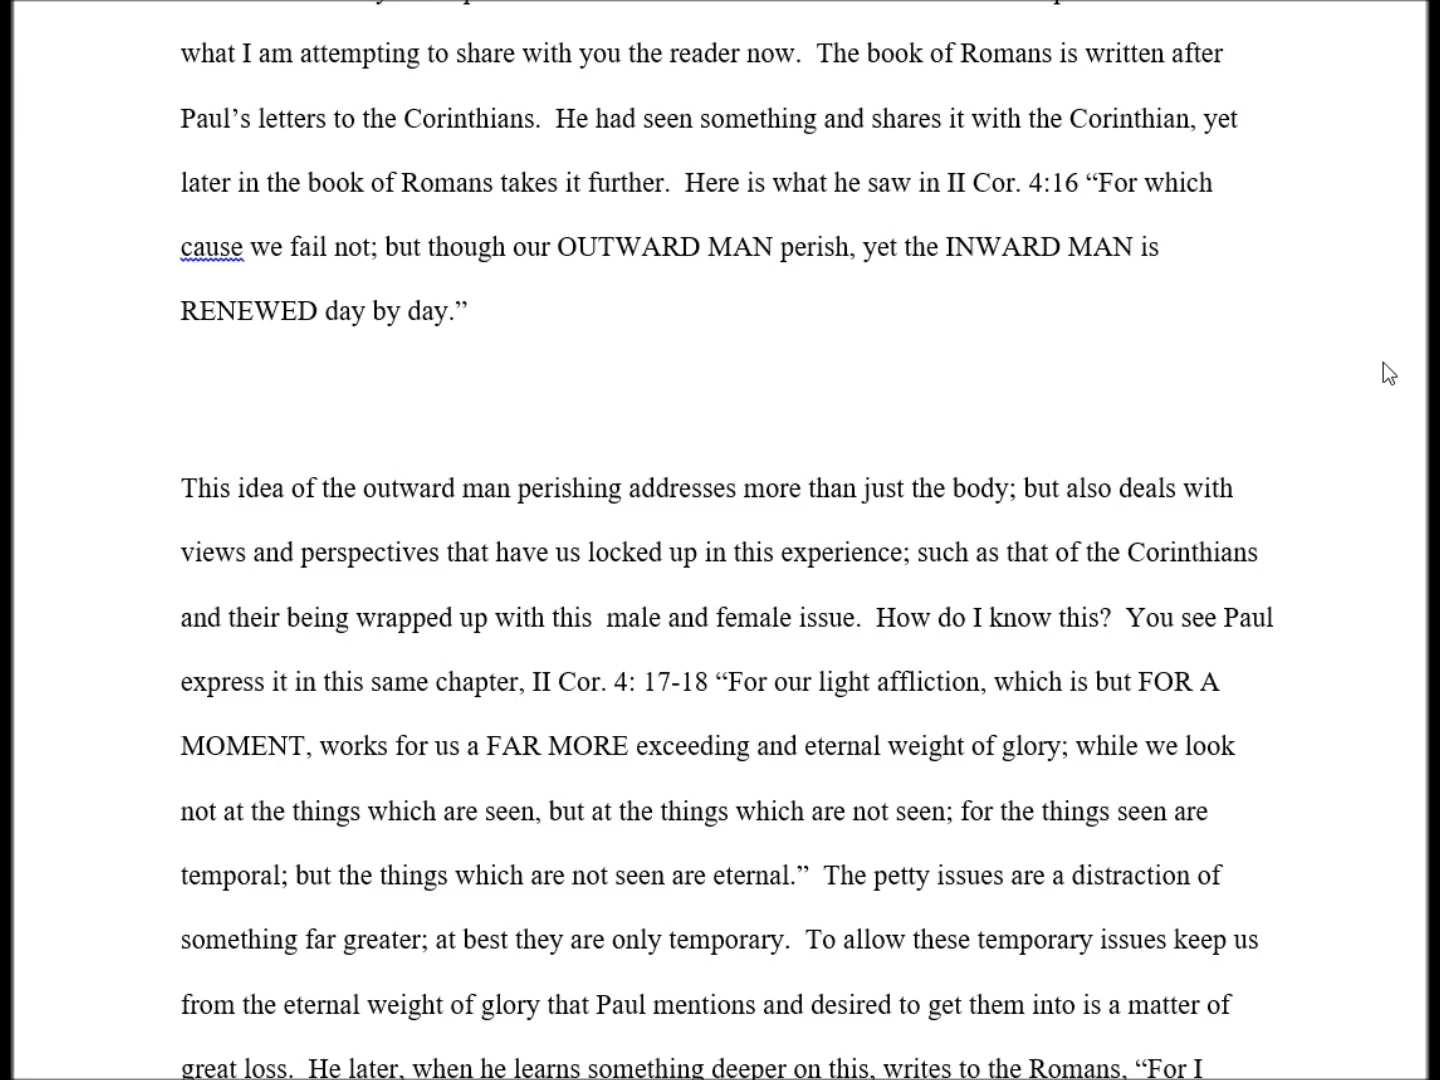 what I am attempting to share with you the reader now.  The book of Romans is written after
Paul’s letters to the Corinthians.  He had seen something and shares it with the Corinthian, yet
later in the book of Romans takes it further.  Here is what he saw in II Cor. 4:16 “For which
cause we fail not; but though our OUTWARD MAN perish, yet the INWARD MAN is
RENEWED day by day.”
This idea of the outward man perishing addresses more than just the body; but also deals with
views and perspectives that have us locked up in this experience; such as that of the Corinthians
and their being wrapped up with this  male and female issue.  How do I know this?  You see Paul
express it in this same chapter, II Cor. 4: 17-18 “For our light affliction, which is but FOR A
MOMENT, works for us a FAR MORE exceeding and eternal weight of glory; while we look
not at the things which are seen, but at the things which are not seen; for the things seen are
temporal; but the things which are not seen are eternal.”  The petty issues are a distraction of
something far greater; at best they are only temporary.  To allow these temporary issues keep us
from the eternal weight of glory that Paul mentions and desired to get them into is a matter of
great loss.  He later, when he learns something deeper on this, writes to the Romans, “For I